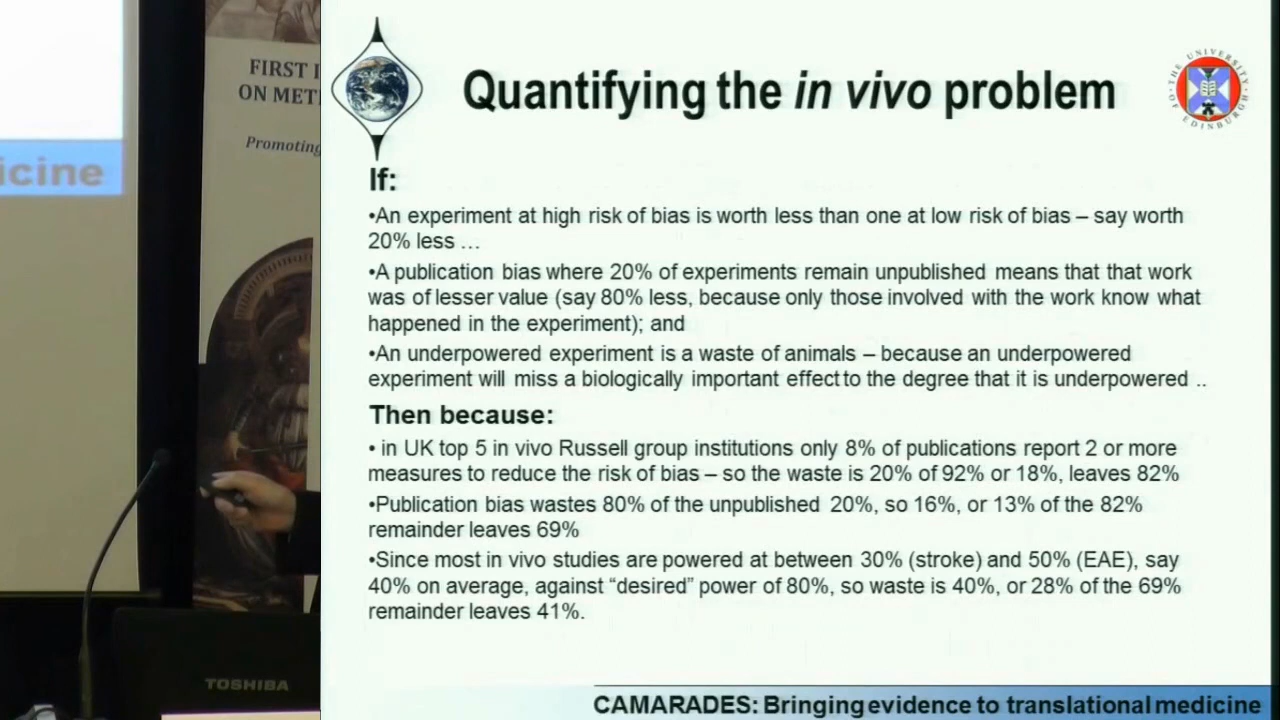 icine
FIRST I
ON METH
Promoting
TOSHIBA
Quantifying the in vivo problem
THE UNIVERSITY OF EDINBURGH
If:
•An experiment at high risk of bias is worth less than one at low risk of bias – say worth
20% less …
•A publication bias where 20% of experiments remain unpublished means that that work
was of lesser value (say 80% less, because only those involved with the work know what
happened in the experiment); and
•An underpowered experiment is a waste of animals – because an underpowered
experiment will miss a biologically important effect to the degree that it is underpowered ..
Then because:
• in UK top 5 in vivo Russell group institutions only 8% of publications report 2 or more
measures to reduce the risk of bias – so the waste is 20% of 92% or 18%, leaves 82%
•Publication bias wastes 80% of the unpublished 20%, so 16%, or 13% of the 82%
remainder leaves 69%
•Since most in vivo studies are powered at between 30% (stroke) and 50% (EAE), say
40% on average, against “desired” power of 80%, so waste is 40%, or 28% of the 69%
remainder leaves 41%.
CAMARADES: Bringing evidence to translational medicine